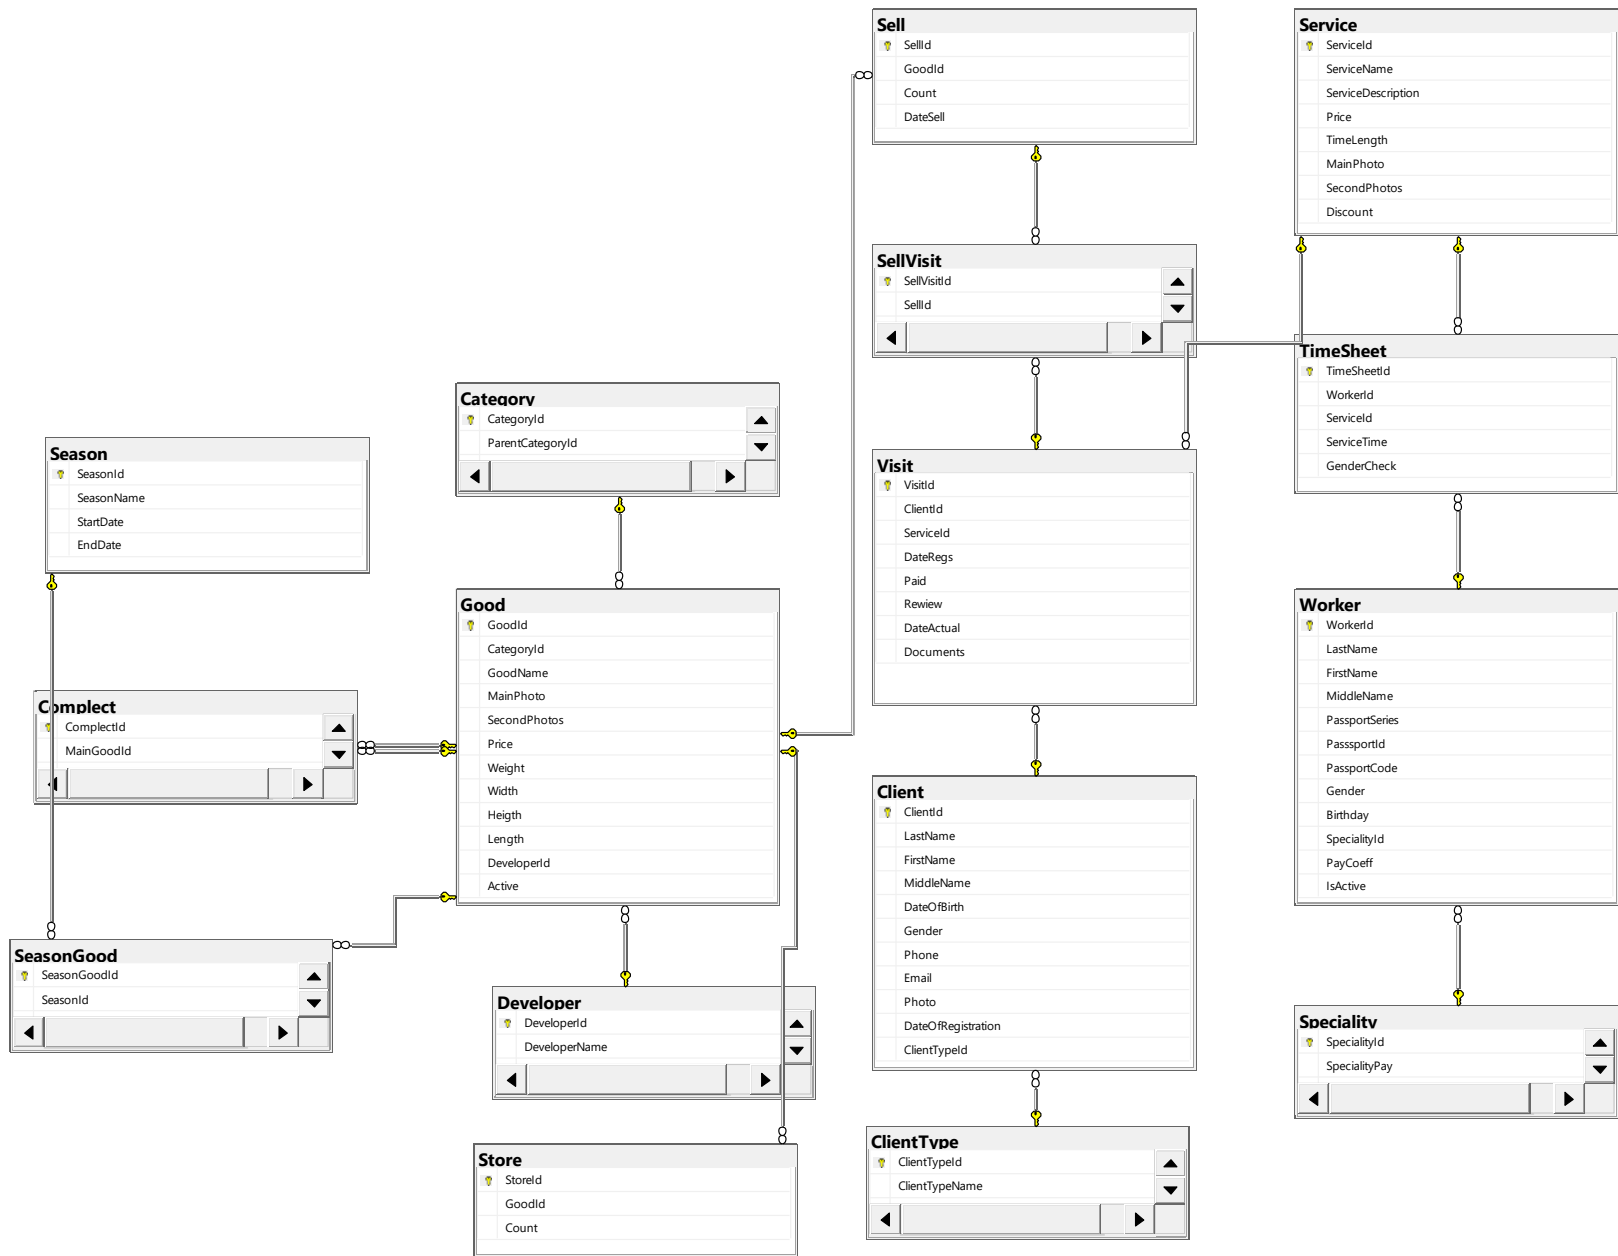 Sell
SellId
GoodId
Count
DateSell
Service
ServiceId
ServiceName
ServiceDescription
Price
TimeLength
MainPhoto
SecondPhotos
Discount
SellVisit
SellVisitId
SellId
TimeSheet
TimeSheetId
WorkerId
ServiceId
ServiceTime
GenderCheck
Category
CategoryId
ParentCategoryId
Season
SeasonId
SeasonName
StartDate
EndDate
Visit
VisitId
ClientId
ServiceId
DateRegs
Paid
Rewiew
DateActual
Documents
Good
GoodId
CategoryId
GoodName
MainPhoto
SecondPhotos
Price
Weight
Width
Heigth
Length
DeveloperId
Active
Worker
WorkerId
LastName
FirstName
MiddleName
PassportSeries
PasssportId
PassportCode
Gender
Birthday
SpecialityId
PayCoeff
IsActive
Complect
ComplectId
MainGoodId
Client
ClientId
LastName
FirstName
MiddleName
DateOfBirth
Gender
Phone
Email
Photo
DateOfRegistration
ClientTypeId
SeasonGood
SeasonGoodId
SeasonId
Developer
DeveloperId
DeveloperName
Speciality
SpecialityId
SpecialityPay
ClientType
ClientTypeId
ClientTypeName
Store
StoreId
GoodId
Count